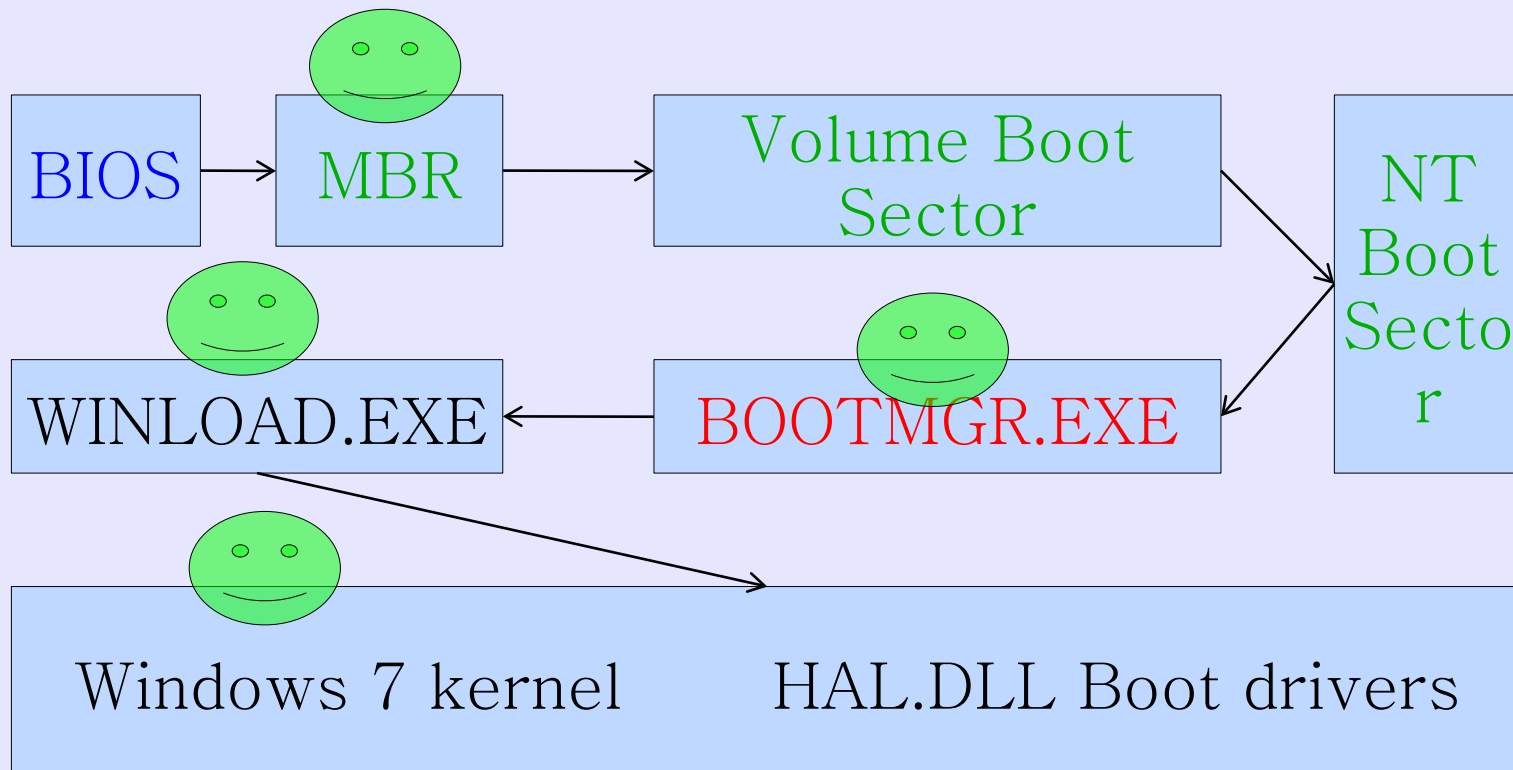 BIOS
MBR
Volume Boot
Sector
NT
Boot
Secto
r
WINLOAD.EXE
BOOTMGR.EXE
Windows 7 kernel
HAL.DLL Boot drivers